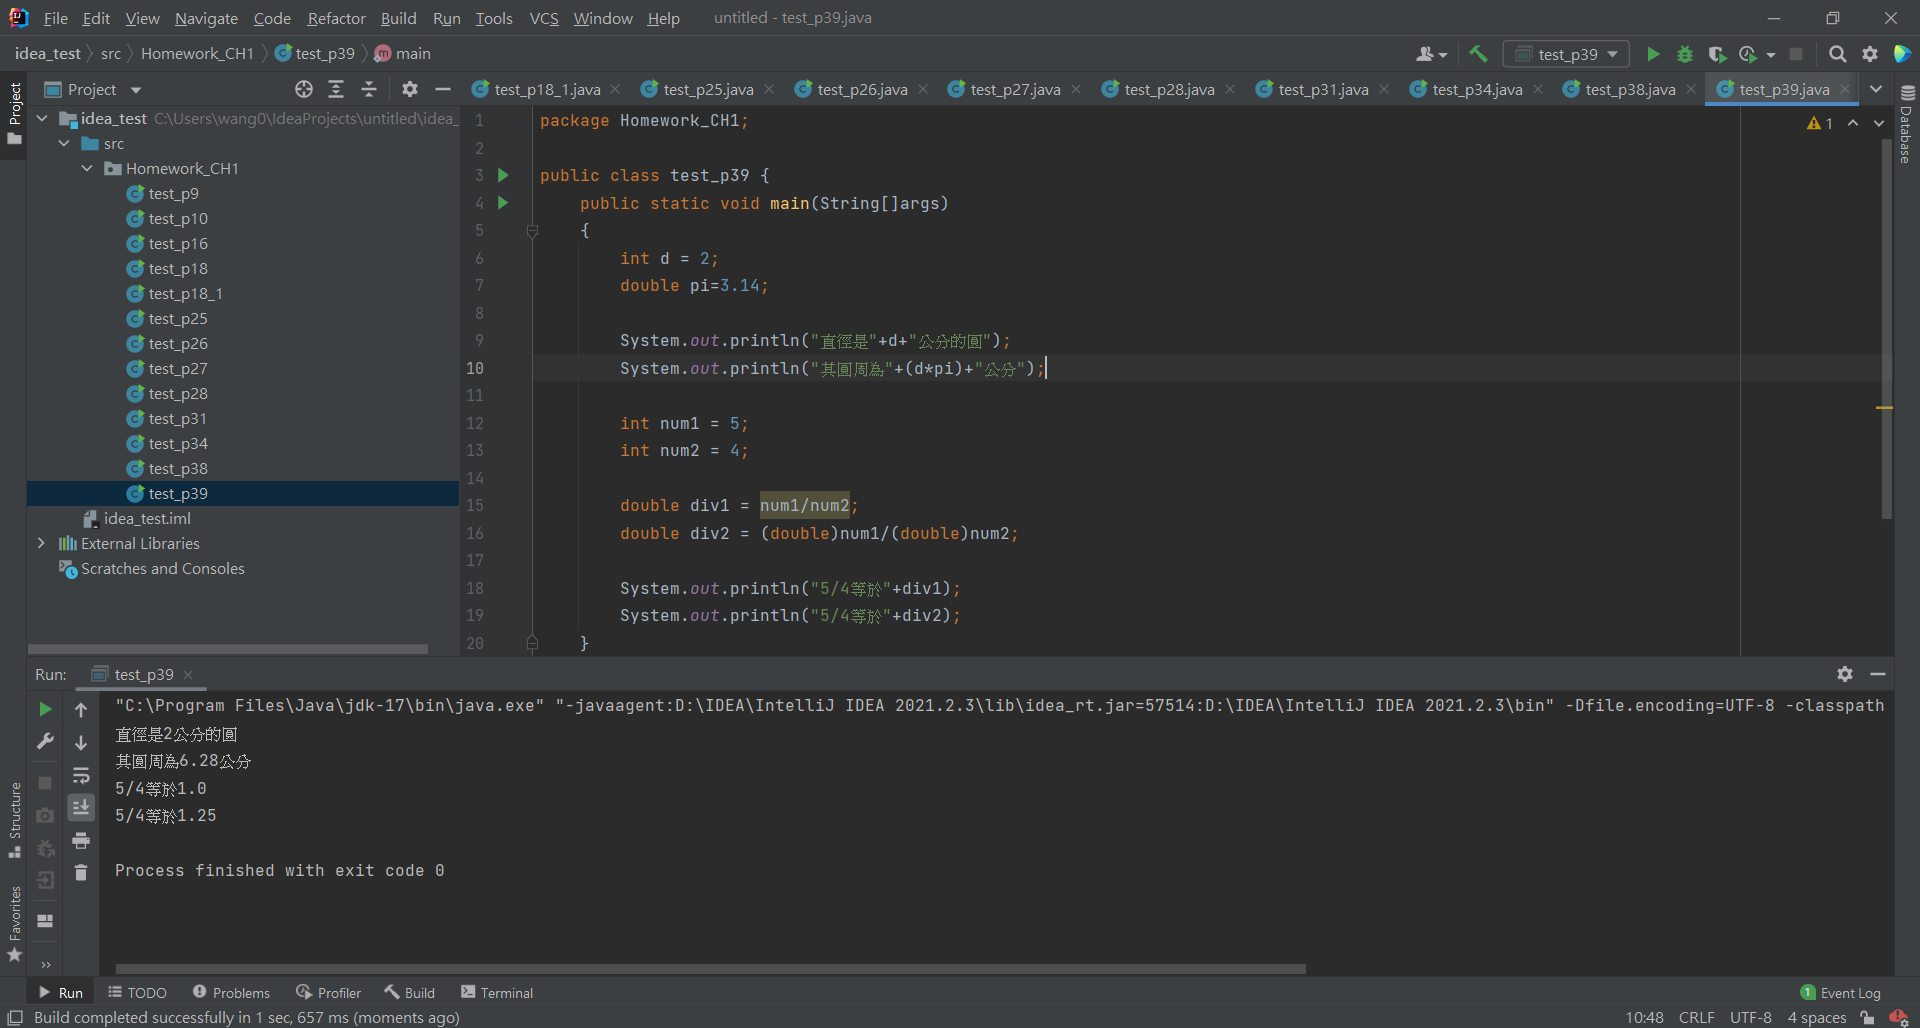 File Edit View Navigate Code Refactor Build Run Tools VCS Window Help untitled - test_p39.java
idea_test src Homework_CH1 test_p39 main test_p39
Project test_p18_1.java test_p25.java test_p26.java test_p27.java test_p28.java test_p31.java test_p34.java test_p38.java test_p39.java
Project
Database
idea_test C:\Users\wang0\IdeaProjects\untitled\idea_
src
Homework_CH1
test_p9
test_p10
test_p16
test_p18
test_p18_1
test_p25
test_p26
test_p27
test_p28
test_p31
test_p34
test_p38
test_p39
idea_test.iml
External Libraries
Scratches and Consoles
1 package Homework_CH1;
1
2
3 public class test_p39 {
4 public static void main(String[]args)
5 {
6 int d = 2;
7 double pi=3.14;
8
9 System.out.println("直徑是"+d+"公分的圓");
10 System.out.println("其圓周為"+(d*pi)+"公分");
11
12 int num1 = 5;
13 int num2 = 4;
14
15 double div1 = num1/num2;
16 double div2 = (double)num1/(double)num2;
17
18 System.out.println("5/4等於"+div1);
19 System.out.println("5/4等於"+div2);
20 }
Run: test_p39
"C:\Program Files\Java\jdk-17\bin\java.exe" "-javaagent:D:\IDEA\IntelliJ IDEA 2021.2.3\lib\idea_rt.jar=57514:D:\IDEA\IntelliJ IDEA 2021.2.3\bin" -Dfile.encoding=UTF-8 -classpath
直徑是2公分的圓
其圓周為6.28公分
5/4等於1.0
5/4等於1.25
Process finished with exit code 0
Structure
Favorites
Run TODO Problems Profiler Build Terminal 1 Event Log
Build completed successfully in 1 sec, 657 ms (moments ago) 10:48 CRLF UTF-8 4 spaces